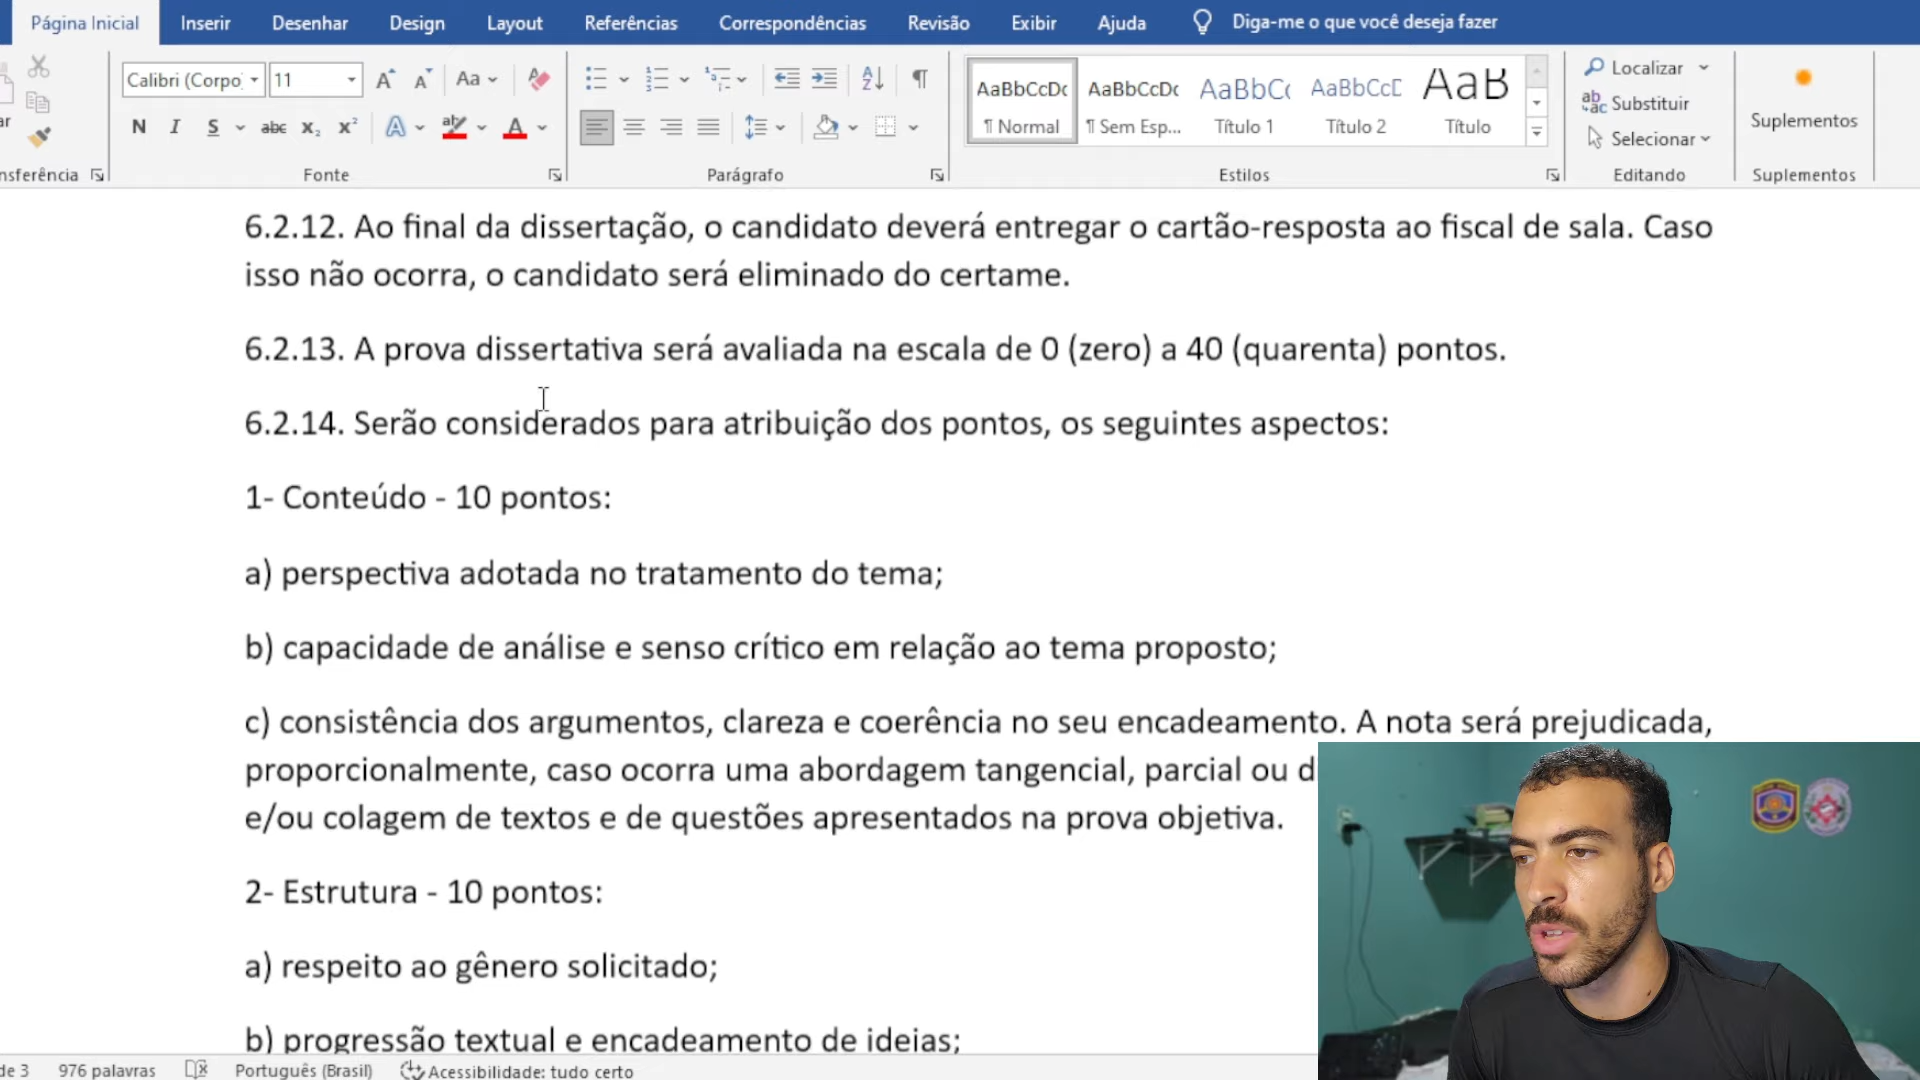 Página Inicial Inserir Desenhar Design Layout Referências Correspondências Revisão Exibir Ajuda Diga-me o que você deseja fazer
Calibri (Corpo 11 Aa
N I S abc x₂ x² A ab A
AaBbCcDc AaBbCcDc AaBbCc AaBbCcD AaB
¶ Normal ¶ Sem Esp... Título 1 Título 2 Título
Localizar
Substituir
Selecionar
Suplementos
nsferência Fonte Parágrafo Estilos Editando Suplementos
6.2.12. Ao final da dissertação, o candidato deverá entregar o cartão-resposta ao fiscal de sala. Caso
isso não ocorra, o candidato será eliminado do certame.
6.2.13. A prova dissertativa será avaliada na escala de 0 (zero) a 40 (quarenta) pontos.
6.2.14. Serão considerados para atribuição dos pontos, os seguintes aspectos:
1- Conteúdo - 10 pontos:
a) perspectiva adotada no tratamento do tema;
b) capacidade de análise e senso crítico em relação ao tema proposto;
c) consistência dos argumentos, clareza e coerência no seu encadeamento. A nota será prejudicada,
proporcionalmente, caso ocorra uma abordagem tangencial, parcial ou d
e/ou colagem de textos e de questões apresentados na prova objetiva.
2- Estrutura - 10 pontos:
a) respeito ao gênero solicitado;
b) progressão textual e encadeamento de ideias;
de 3 976 palavras Português (Brasil) Acessibilidade: tudo certo